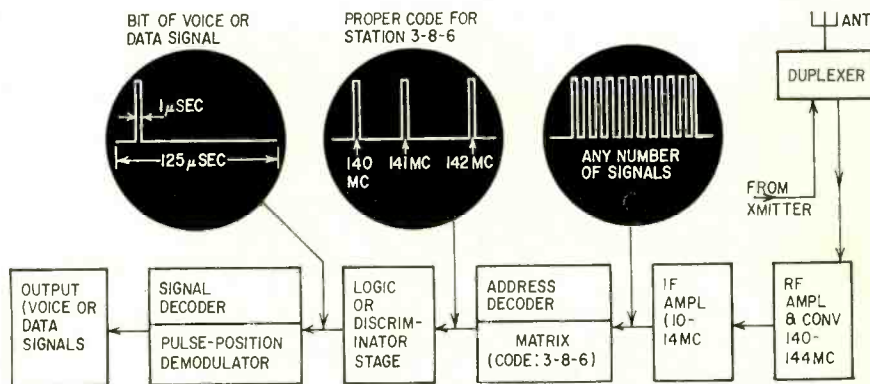 BIT OF VOICE OR
DATA SIGNAL
1μSEC
125μSEC
PROPER CODE FOR
STATION 3-8-6
140
MC
141MC
142MC
ANY NUMBER
OF SIGNALS
ANT
DUPLEXER
FROM
XMITTER
OUTPUT
(VOICE OR
DATA
SIGNALS
SIGNAL
DECODER
PULSE-POSITION
DEMODULATOR
LOGIC
OR
DISCRIM-
INATOR
STAGE
ADDRESS
DECODER
MATRIX
(CODE:3-8-6)
IF
AMPL
(10-
14MC
RF
AMPL
& CONV
140-
144MC